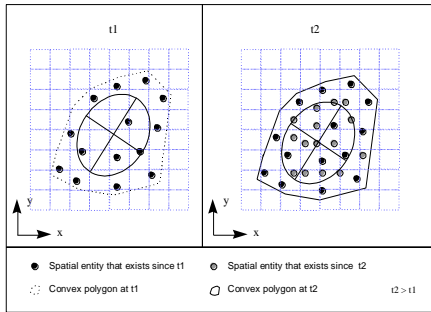 t1
t2
y
x
y
x
Spatial entity that exists since t1
Spatial entity that exists since t2
Convex polygon at t1
Convex polygon at t2
t2 > t1